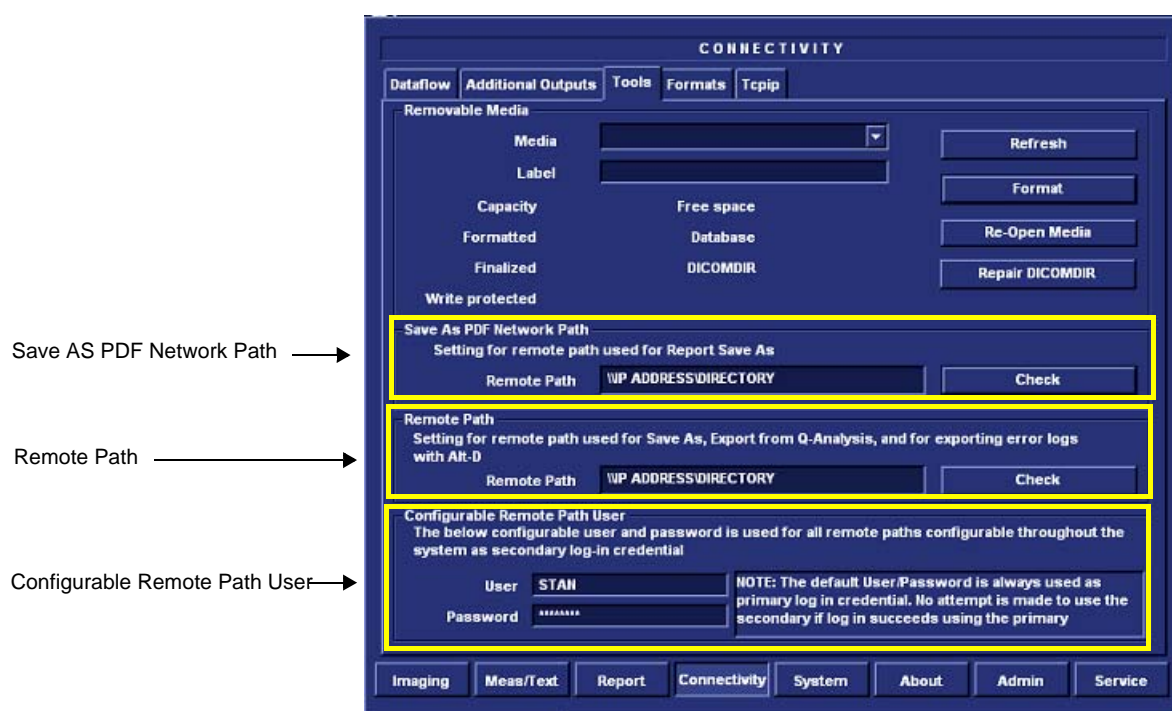 CONNECTIVITY
Dataflow Additional Outputs Tools Formats Tcpip
Removable Media
Media
Refresh
Label
Format
Capacity Free space
Re-Open Media
Formatted Database
Finalized DICOMDIR
Repair DICOMDIR
Write protected
Save AS PDF Network Path
Save As PDF Network Path
Setting for remote path used for Report Save As
Remote Path \\IP ADDRESS\DIRECTORY Check
Remote Path
Remote Path
Setting for remote path used for Save As, Export from Q-Analysis, and for exporting error logs
with Alt-D
Remote Path \\IP ADDRESS\DIRECTORY Check
Configurable Remote Path User
Configurable Remote Path User
The below configurable user and password is used for all remote paths configurable throughout the
system as secondary log-in credential
User STAN
Password ********
NOTE: The default User/Password is always used as
primary log in credential. No attempt is made to use the
secondary if log in succeeds using the primary
Imaging Meas/Text Report Connectivity System About Admin Service